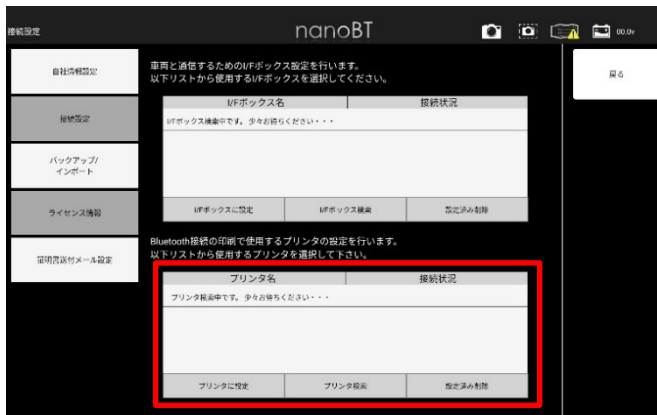 接続設定
nanoBT
00.0v
自社情報設定
接続設定
バックアップ/
インポート
ライセンス情報
証明書送付メール設定
車両と通信するためのI/Fボックス設定を行います。
以下リストから使用するI/Fボックスを選択してください。
I/Fボックス名 接続状況
I/Fボックス検索中です。 少々お待ちください・・・
I/Fボックスに設定 I/Fボックス検索 設定済み削除
Bluetooth接続の印刷で使用するプリンタの設定を行います。
以下リストから使用するプリンタを選択して下さい。
プリンタ名 接続状況
プリンタ検索中です。 少々お待ちください・・・
プリンタに設定 プリンタ検索 設定済み削除
戻る